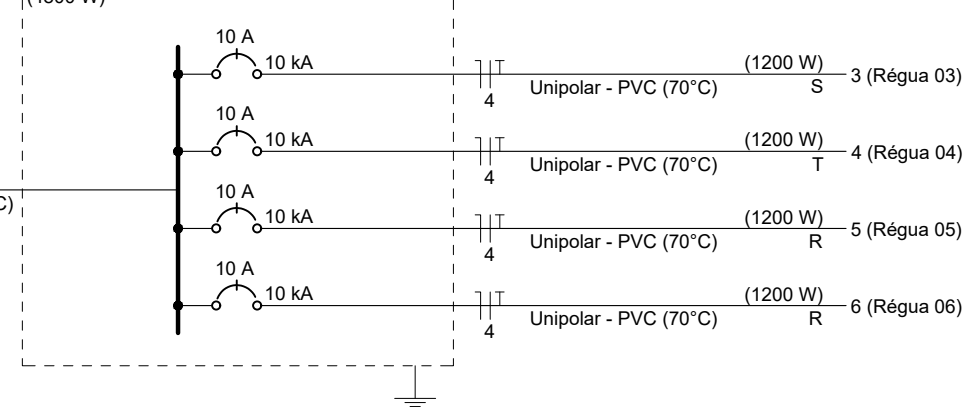 10 A
10 kA
(1200 W)
3 (Régua 03)
4
Unipolar - PVC (70°C)
S
10 A
10 kA
(1200 W)
4 (Régua 04)
4
Unipolar - PVC (70°C)
T
10 A
C)
10 kA
(1200 W)
5 (Régua 05)
4
Unipolar - PVC (70°C)
R
10 A
10 kA
(1200 W)
6 (Régua 06)
4
Unipolar - PVC (70°C)
R